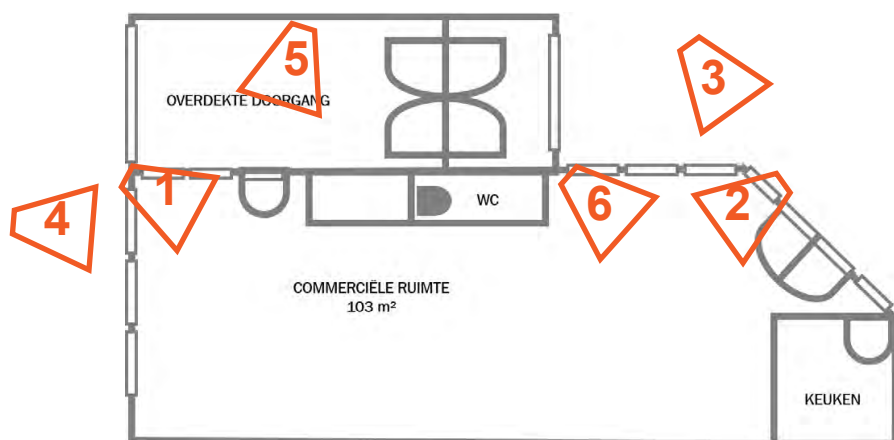 5
3
OVERDEKTE DOORGANG
1
4
WC
6
2
COMMERCIËLE RUIMTE
103 m²
KEUKEN